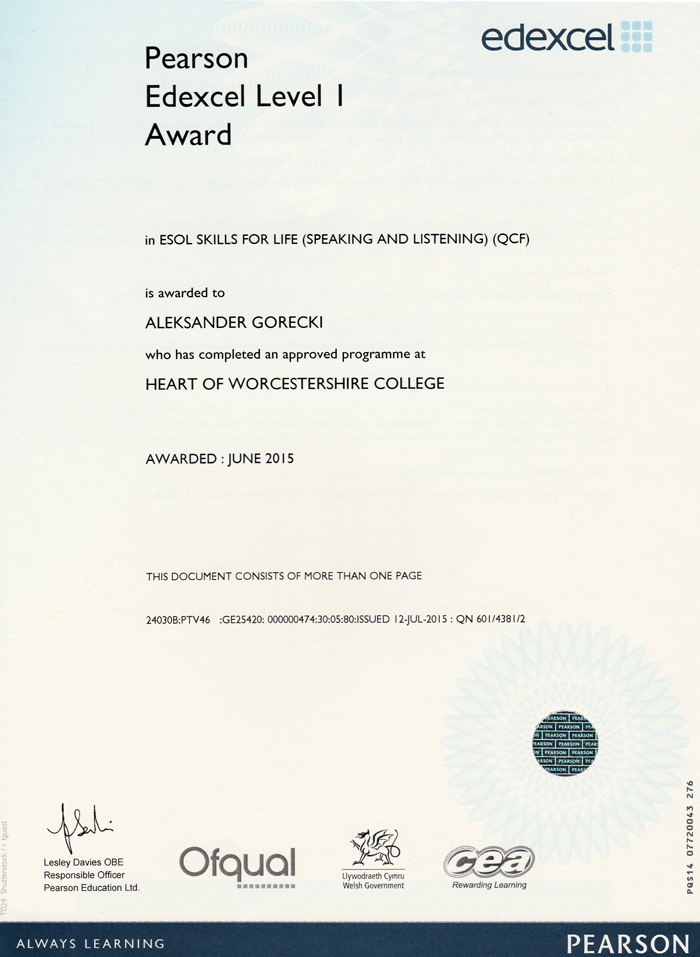 edexcel
Pearson
Edexcel Level 1
Award
in ESOL SKILLS FOR LIFE (SPEAKING AND LISTENING) (QCF)
is awarded to
ALEKSANDER GORECKI
who has completed an approved programme at
HEART OF WORCESTERSHIRE COLLEGE
AWARDED : JUNE 2015
THIS DOCUMENT CONSISTS OF MORE THAN ONE PAGE
24030B:PTV46 :GE25420: 000000474:30:05:80:ISSUED 12-JUL-2015 : QN 601/4381/2
PEARSON
PQS14 07720043 276
Lesley Davies OBE
Responsible Officer
Pearson Education Ltd.
Ofqual
Llywodraeth Cymru
Welsh Government
cea
Rewarding Learning
ALWAYS LEARNING
PEARSON